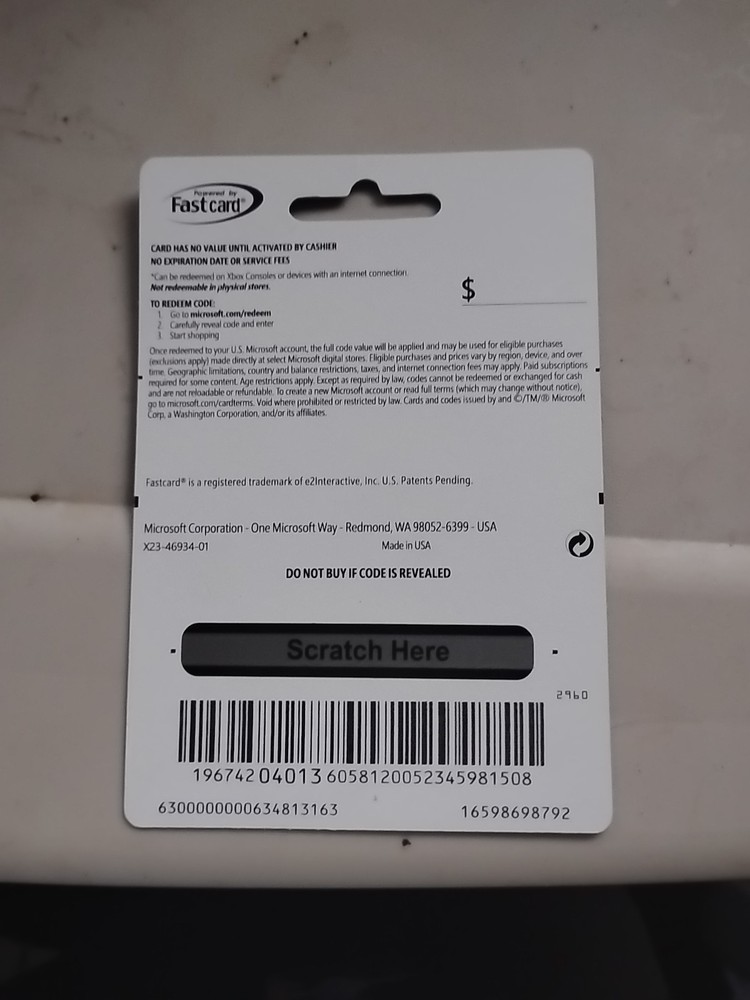 Powered by
Fastcard®
CARD HAS NO VALUE UNTIL ACTIVATED BY CASHIER
NO EXPIRATION DATE OR SERVICE FEES
*Can be redeemed on Xbox Consoles or devices with an internet connection.
Not redeemable in physical stores.
$
TO REDEEM CODE:
1. Go to microsoft.com/redeem
2. Carefully reveal code and enter
3. Start shopping
Once redeemed to your U.S. Microsoft account, the full code value will be applied and may be used for eligible purchases
(exclusions apply) made directly at select Microsoft digital stores. Eligible purchases and prices vary by region, device, and over
time. Geographic limitations, country and balance restrictions, taxes, and internet connection fees may apply. Paid subscriptions
required for some content. Age restrictions apply. Except as required by law, codes cannot be redeemed or exchanged for cash
and are not reloadable or refundable. To create a new Microsoft account or read full terms (which may change without notice),
go to microsoft.com/cardterms. Void where prohibited or restricted by law. Cards and codes issued by and ©/TM/® Microsoft
Corp, a Washington Corporation, and/or its affiliates.
Fastcard® is a registered trademark of e2Interactive, Inc. U.S. Patents Pending.
Microsoft Corporation - One Microsoft Way - Redmond, WA 98052-6399 - USA
X23-46934-01 Made in USA
DO NOT BUY IF CODE IS REVEALED
Scratch Here
2960
196742 04013 6058120052345981508
6300000000634813163 16598698792